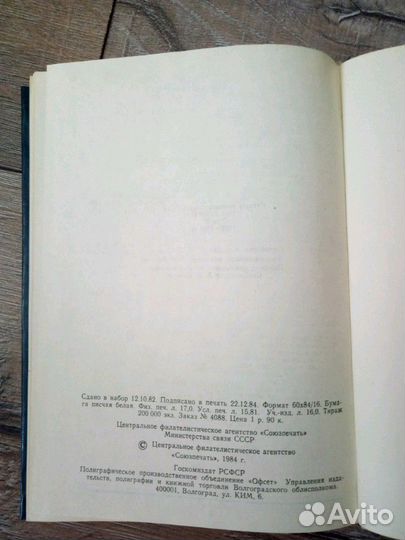 Сдано в набор 12.10.82. Подписано в печать 22.12.84. Формат 60х84/16. Бума-
га писчая белая. Физ. печ. л. 17,0. Усл. печ. л. 15,81. Уч.-изд. л. 16,0. Тираж
200 000 экз. Заказ № 4088. Цена 1 р. 90 к.
Центральное филателистическое агентство «Союзпечать»
Министерства связи СССР
© Центральное филателистическое агентство
«Союзпечать», 1984 г.
Госкомиздат РСФСР
Полиграфическое производственное объединение «Офсет» Управления изда-
тельств, полиграфии и книжной торговли Волгоградского облисполкома.
400001, Волгоград, ул. КИМ, 6.
Avito